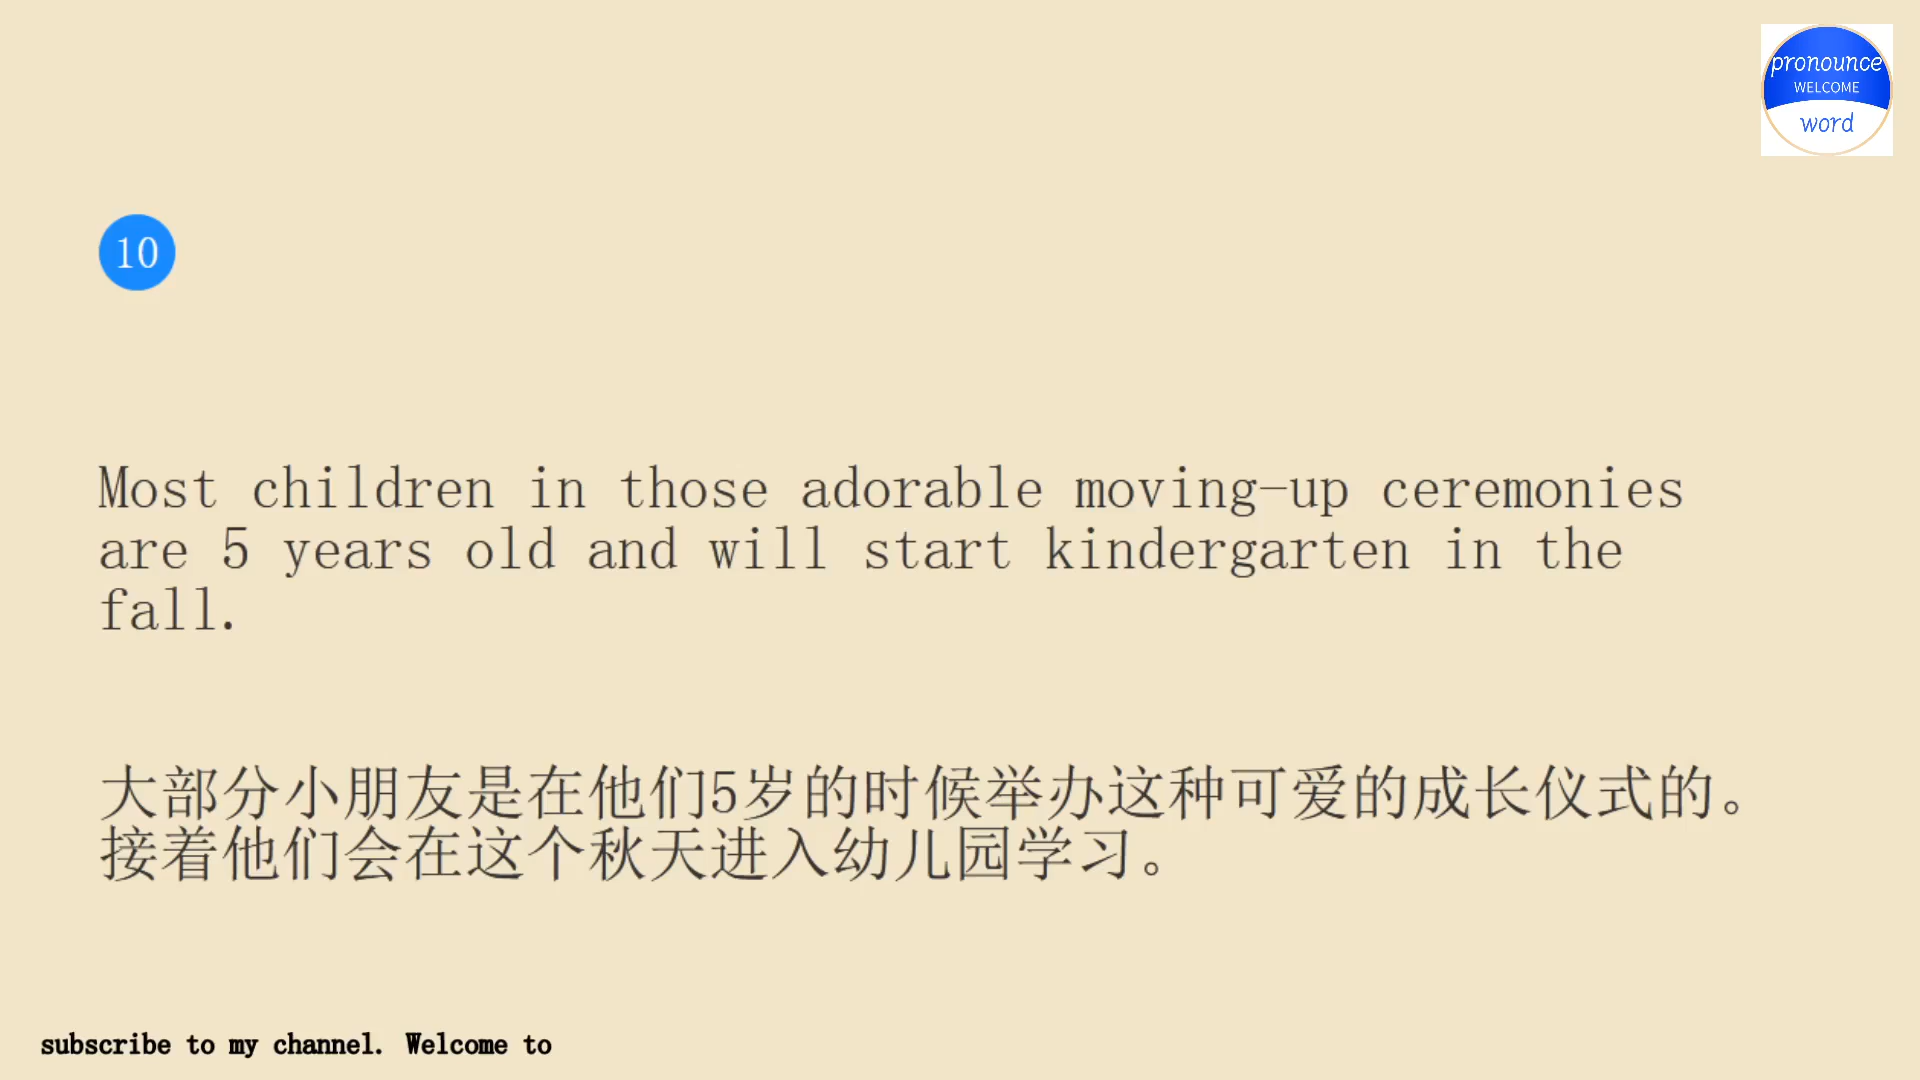 pronounce
WELCOME
word
10
Most children in those adorable moving-up ceremonies
are 5 years old and will start kindergarten in the
fall.
大部分小朋友是在他们5岁的时候举办这种可爱的成长仪式的。
接着他们会在这个秋天进入幼儿园学习。
subscribe to my channel. Welcome to